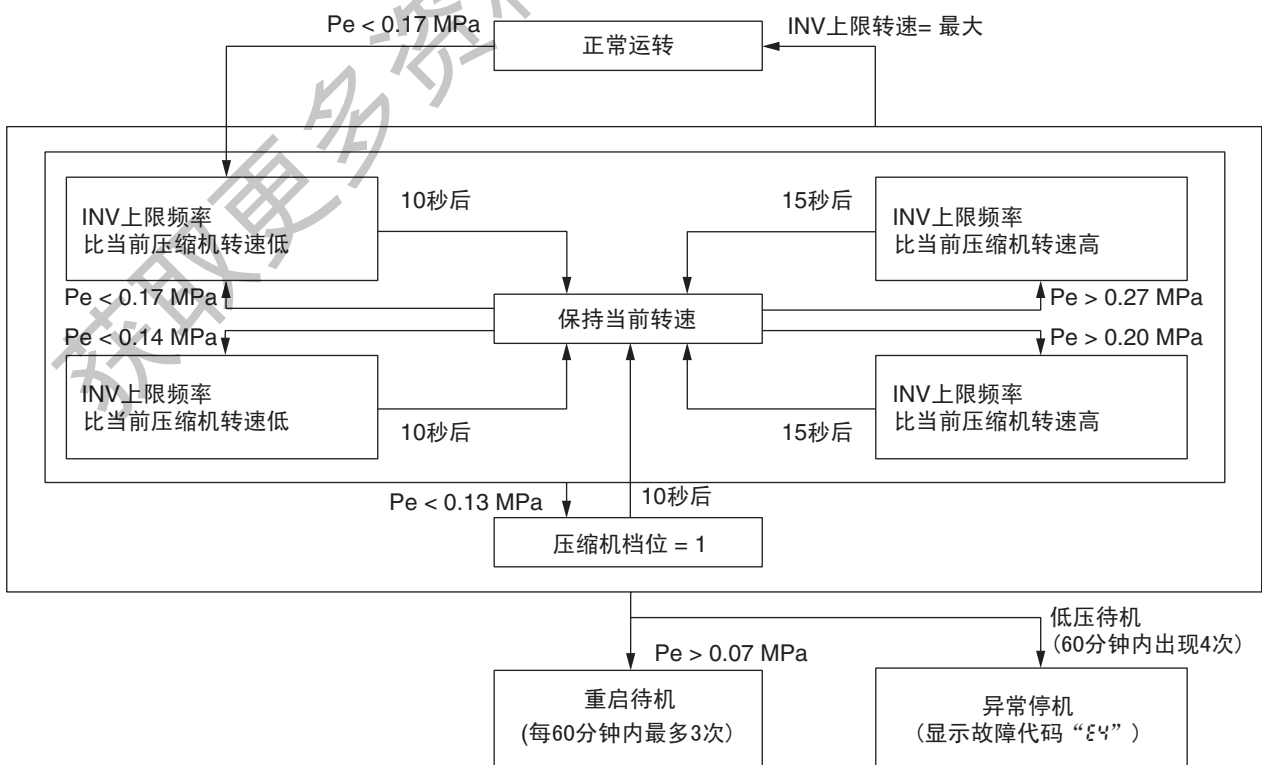 获取更多资料
Pe < 0.17 MPa
正常运转
INV上限转速= 最大
INV上限频率
比当前压缩机转速低
10秒后
15秒后
INV上限频率
比当前压缩机转速高
Pe < 0.17 MPa
保持当前转速
Pe > 0.27 MPa
Pe < 0.14 MPa
Pe > 0.20 MPa
INV上限频率
比当前压缩机转速低
10秒后
15秒后
INV上限频率
比当前压缩机转速高
Pe < 0.13 MPa
10秒后
压缩机档位 = 1
低压待机
(60分钟内出现4次)
Pe > 0.07 MPa
重启待机
(每60分钟内最多3次)
异常停机
(显示故障代码“E4”)